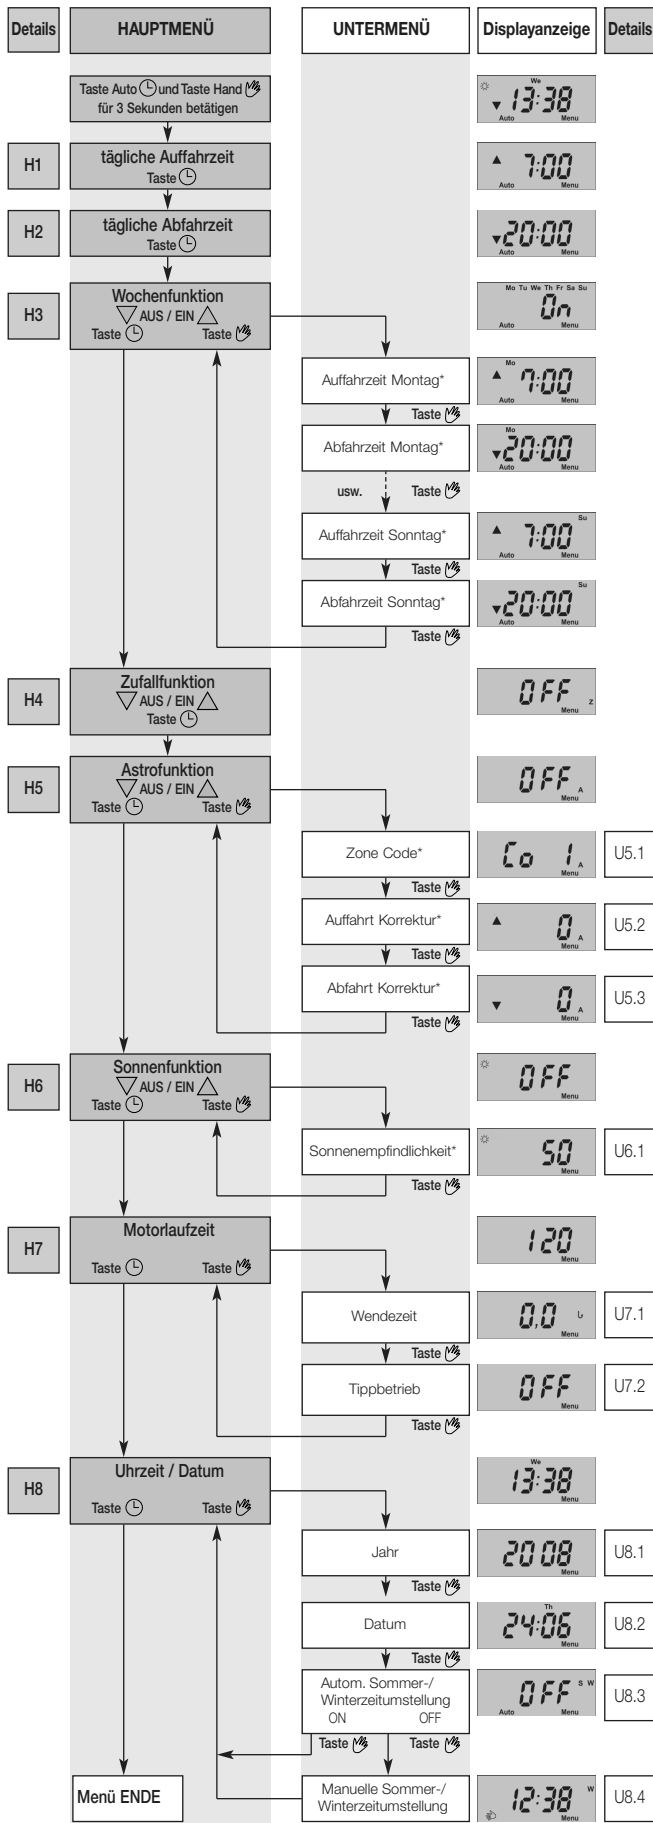 Details HAUPTMENÜ UNTERMENÜ Displayanzeige Details
Taste Auto und Taste Hand
für 3 Sekunden betätigen
We
13:38
Auto Menu
H1
tägliche Auffahrzeit
Taste
7:00
Auto Menu
H2
tägliche Abfahrzeit
Taste
20:00
Auto Menu
H3
Wochenfunktion
AUS / EIN
Taste Taste
Mo Tu We Th Fr Sa Su
On
Auto Menu
Auffahrzeit Montag*
Taste
Mo
7:00
Auto Menu
Abfahrzeit Montag*
usw. Taste
Mo
20:00
Auto Menu
Auffahrzeit Sonntag*
Taste
Su
7:00
Auto Menu
Abfahrzeit Sonntag*
Taste
Su
20:00
Auto Menu
H4
Zufallfunktion
AUS / EIN
Taste
OFF z
Menu
H5
Astrofunktion
AUS / EIN
Taste Taste
OFF A
Menu
Zone Code*
Taste
Co 1 A
Menu
U5.1
Auffahrt Korrektur*
Taste
0 A
Menu
U5.2
Abfahrt Korrektur*
Taste
0 A
Menu
U5.3
H6
Sonnenfunktion
AUS / EIN
Taste Taste
OFF
Menu
Sonnenempfindlichkeit*
Taste
50
Menu
U6.1
H7
Motorlaufzeit
Taste Taste
120
Menu
Wendezeit
Taste
0,0
Menu
U7.1
Tippbetrieb
Taste
OFF
Menu
U7.2
H8
Uhrzeit / Datum
Taste Taste
We
13:38
Menu
Jahr
Taste
2008
Menu
U8.1
Datum
Taste
Th
24:06
Menu
U8.2
Autom. Sommer-/
Winterzeitumstellung
ON OFF
Taste Taste
OFF S W
Auto Menu
U8.3
Menü ENDE
Manuelle Sommer-/
Winterzeitumstellung
12:38 W
Menu
U8.4